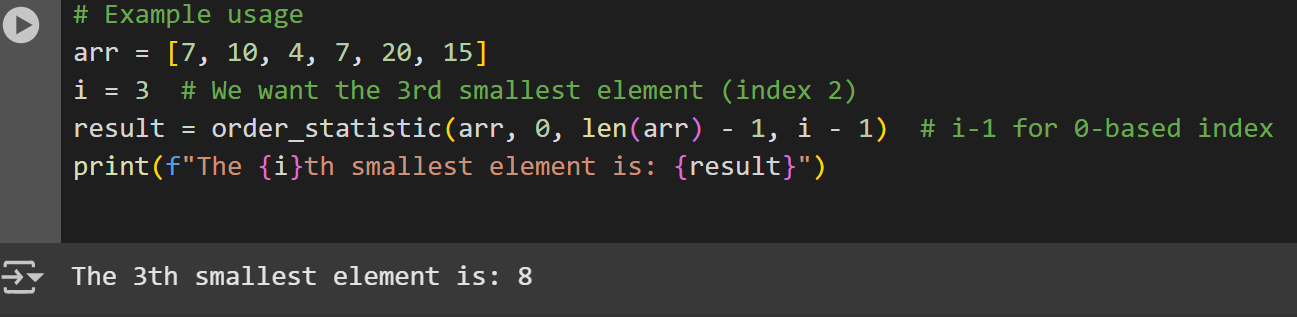 # Example usage
arr = [7, 10, 4, 7, 20, 15]
i = 3  # We want the 3rd smallest element (index 2)
result = order_statistic(arr, 0, len(arr) - 1, i - 1)  # i-1 for 0-based index
print(f"The {i}th smallest element is: {result}")
The 3th smallest element is: 8